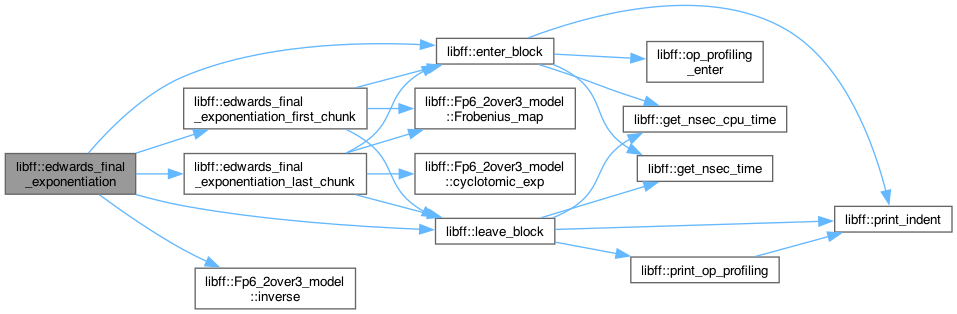 libff::edwards_final
_exponentiation
libff::edwards_final
_exponentiation_first_chunk
libff::edwards_final
_exponentiation_last_chunk
libff::Fp6_2over3_model
::inverse
libff::enter_block
libff::Fp6_2over3_model
::Frobenius_map
libff::Fp6_2over3_model
::cyclotomic_exp
libff::leave_block
libff::op_profiling
_enter
libff::get_nsec_cpu_time
libff::get_nsec_time
libff::print_op_profiling
libff::print_indent